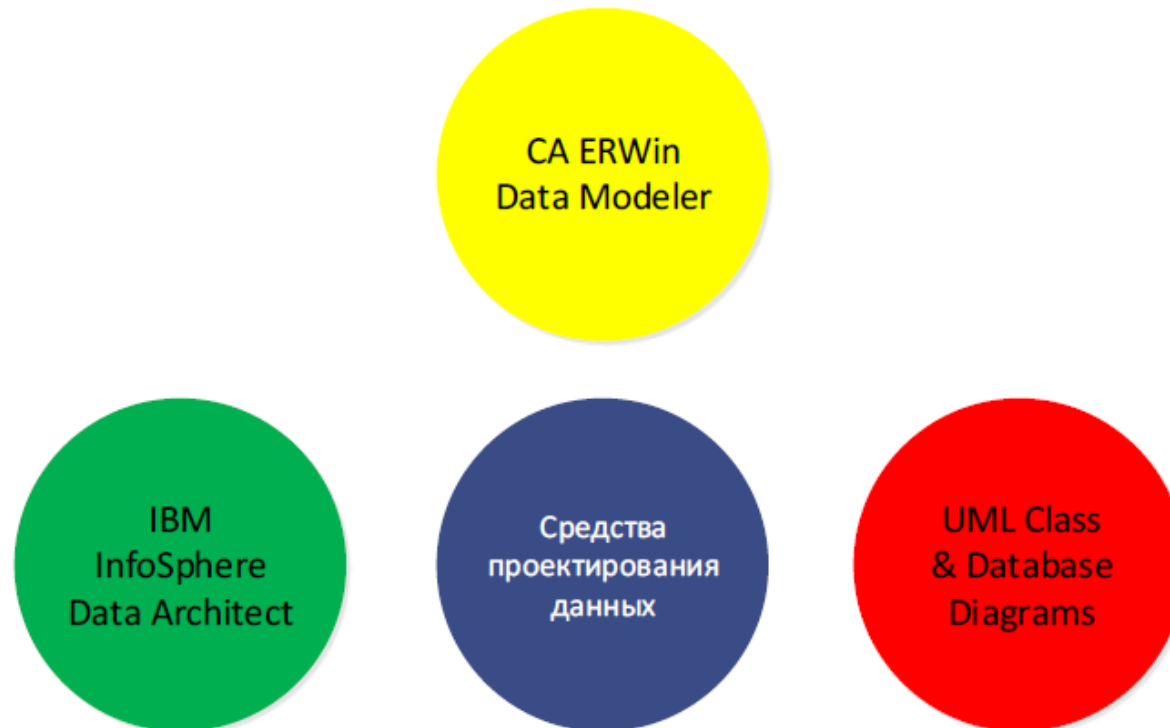 CA ERWin
Data Modeler
IBM
InfoSphere
Data Architect
Средства
проектирования
данных
UML Class
& Database
Diagrams